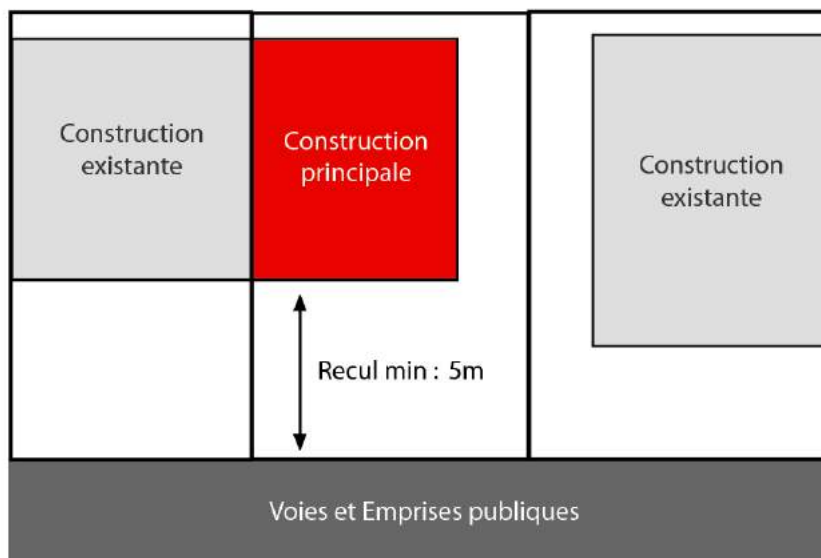 Construction
existante
Construction
principale
Construction
existante
Recul min : 5m
Voies et Emprises publiques